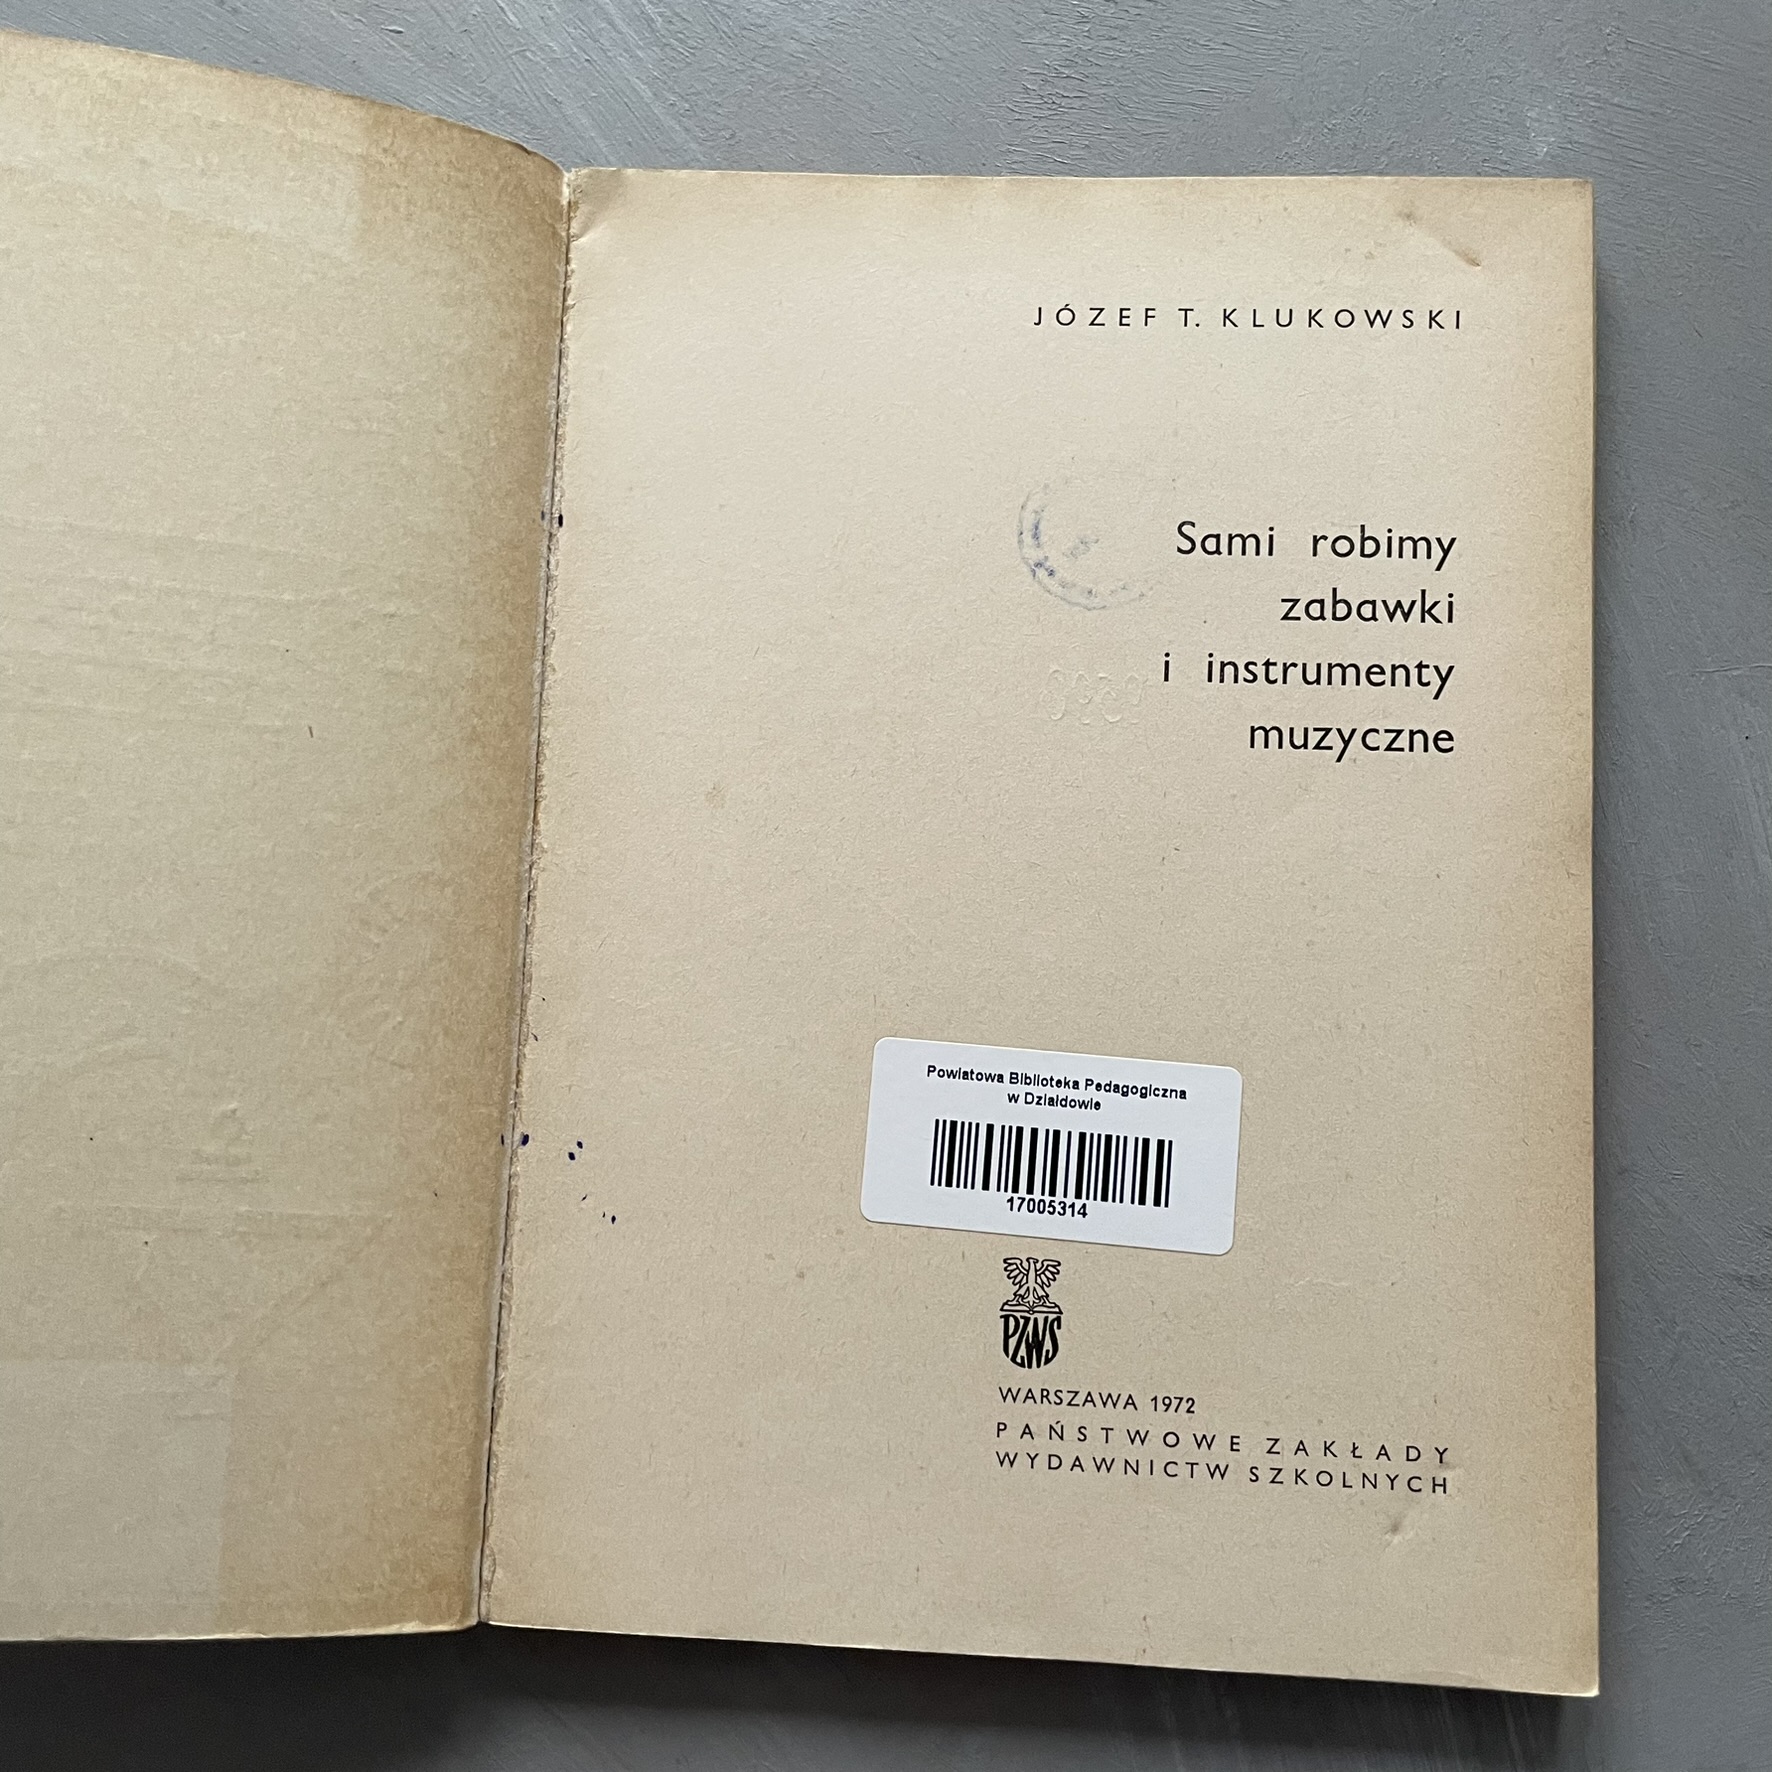 JÓZEF T. KLUKOWSKI
Sami robimy
zabawki
i instrumenty
muzyczne
Powiatowa Biblioteka Pedagogiczna
w Działdowie
17005314
PZWS
WARSZAWA 1972
PAŃSTWOWE ZAKŁADY
WYDAWNICTW SZKOLNYCH